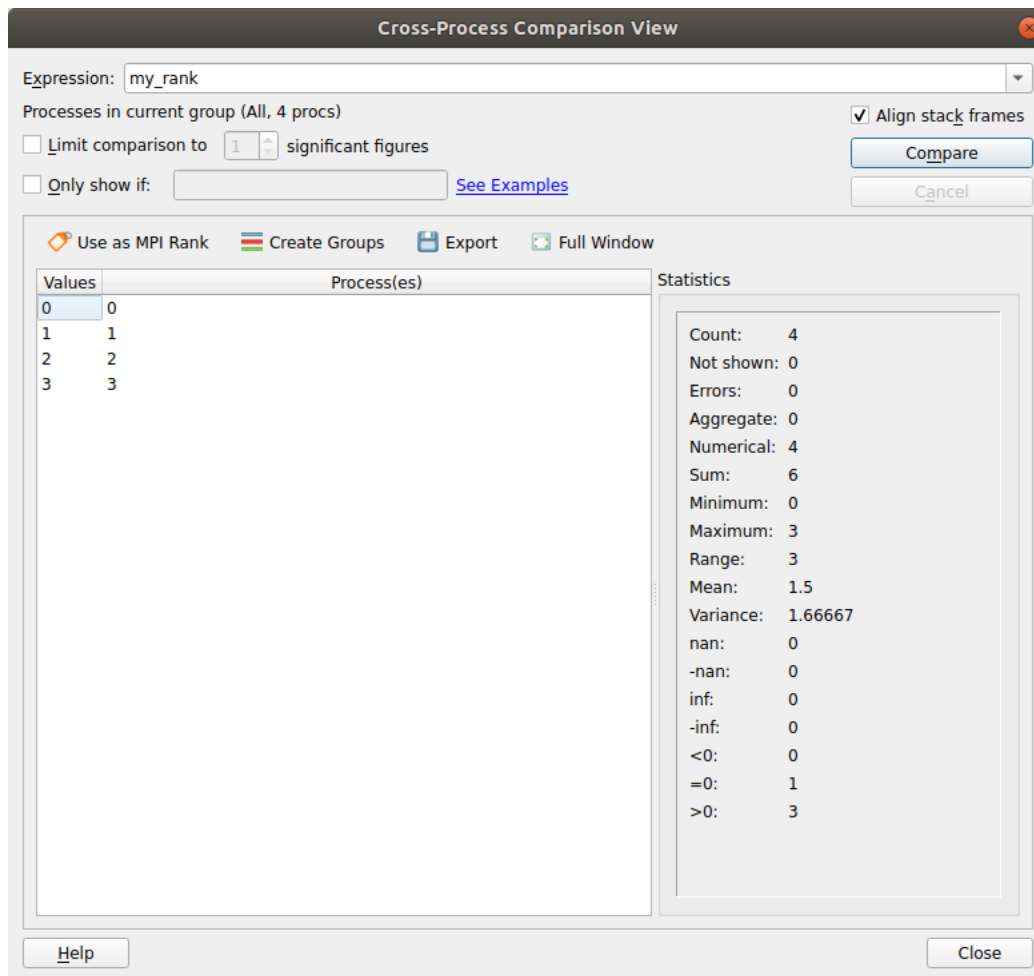 Cross-Process Comparison View
Expression: my_rank
Processes in current group (All, 4 procs)
Align stack frames
Limit comparison to 1 significant figures
Compare
Only show if: See Examples
Cancel
Use as MPI Rank Create Groups Export Full Window
Values Process(es)
0 0
1 1
2 2
3 3
Statistics
Count: 4
Not shown: 0
Errors: 0
Aggregate: 0
Numerical: 4
Sum: 6
Minimum: 0
Maximum: 3
Range: 3
Mean: 1.5
Variance: 1.66667
nan: 0
-nan: 0
inf: 0
-inf: 0
<0: 0
=0: 1
>0: 3
Help Close